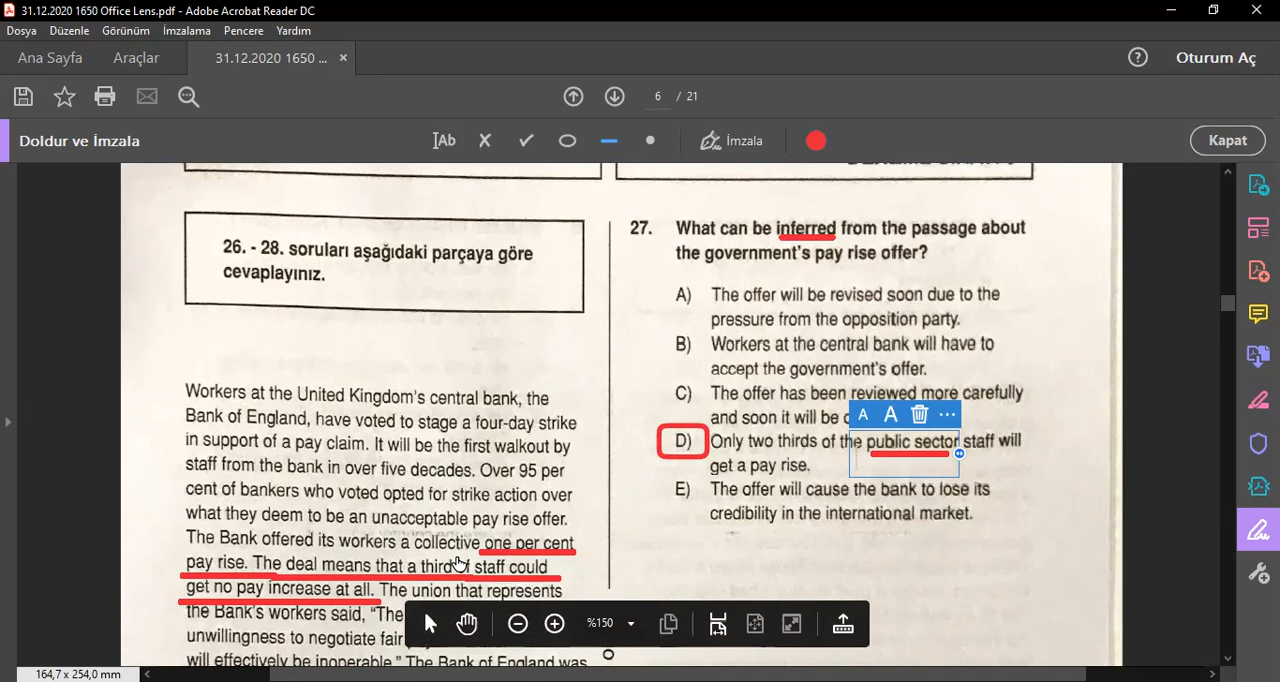 31.12.2020 1650 Office Lens.pdf - Adobe Acrobat Reader DC
Dosya Düzenle Görünüm İmzalama Pencere Yardım
Ana Sayfa Araçlar 31.12.2020 1650 ... × Oturum Aç
6 / 21
Doldur ve İmzala Ab İmzala Kapat
26. - 28. soruları aşağıdaki parçaya göre
cevaplayınız.
Workers at the United Kingdom's central bank, the
Bank of England, have voted to stage a four-day strike
in support of a pay claim. It will be the first walkout by
staff from the bank in over five decades. Over 95 per
cent of bankers who voted opted for strike action over
what they deem to be an unacceptable pay rise offer.
The Bank offered its workers a collective one per cent
pay rise. The deal means that a third of staff could
get no pay increase at all. The union that represents
the Bank's workers said, "The
unwillingness to negotiate fair
will effectively be inoperable." The Bank of England was
27. What can be inferred from the passage about
the government's pay rise offer?
A) The offer will be revised soon due to the
pressure from the opposition party.
B) Workers at the central bank will have to
accept the government's offer.
C) The offer has been reviewed more carefully
and soon it will be
D) Only two thirds of the public sector staff will
get a pay rise.
E) The offer will cause the bank to lose its
credibility in the international market.
A A ...
%150
164,7 x 254,0 mm